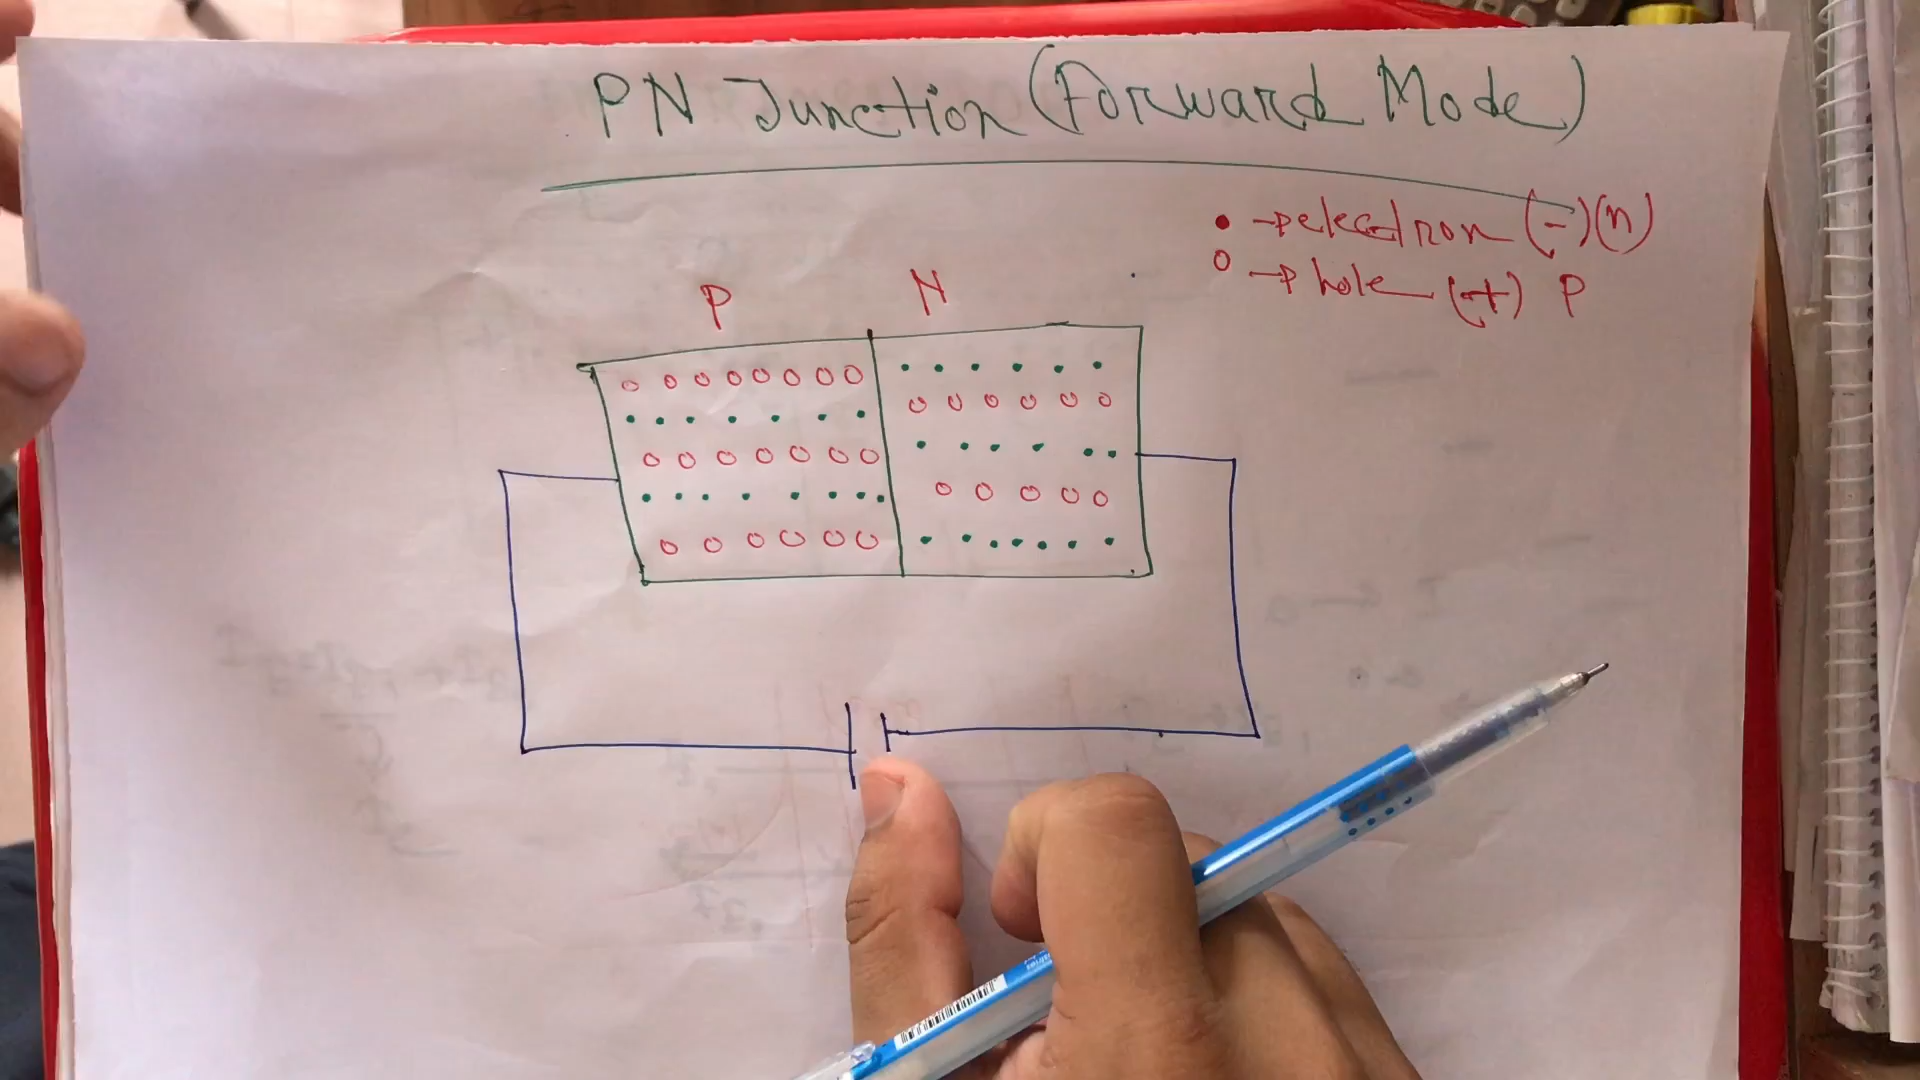 PN Junction (Forward Mode)
• → electron (-) (n)
o → hole (+) P
P N